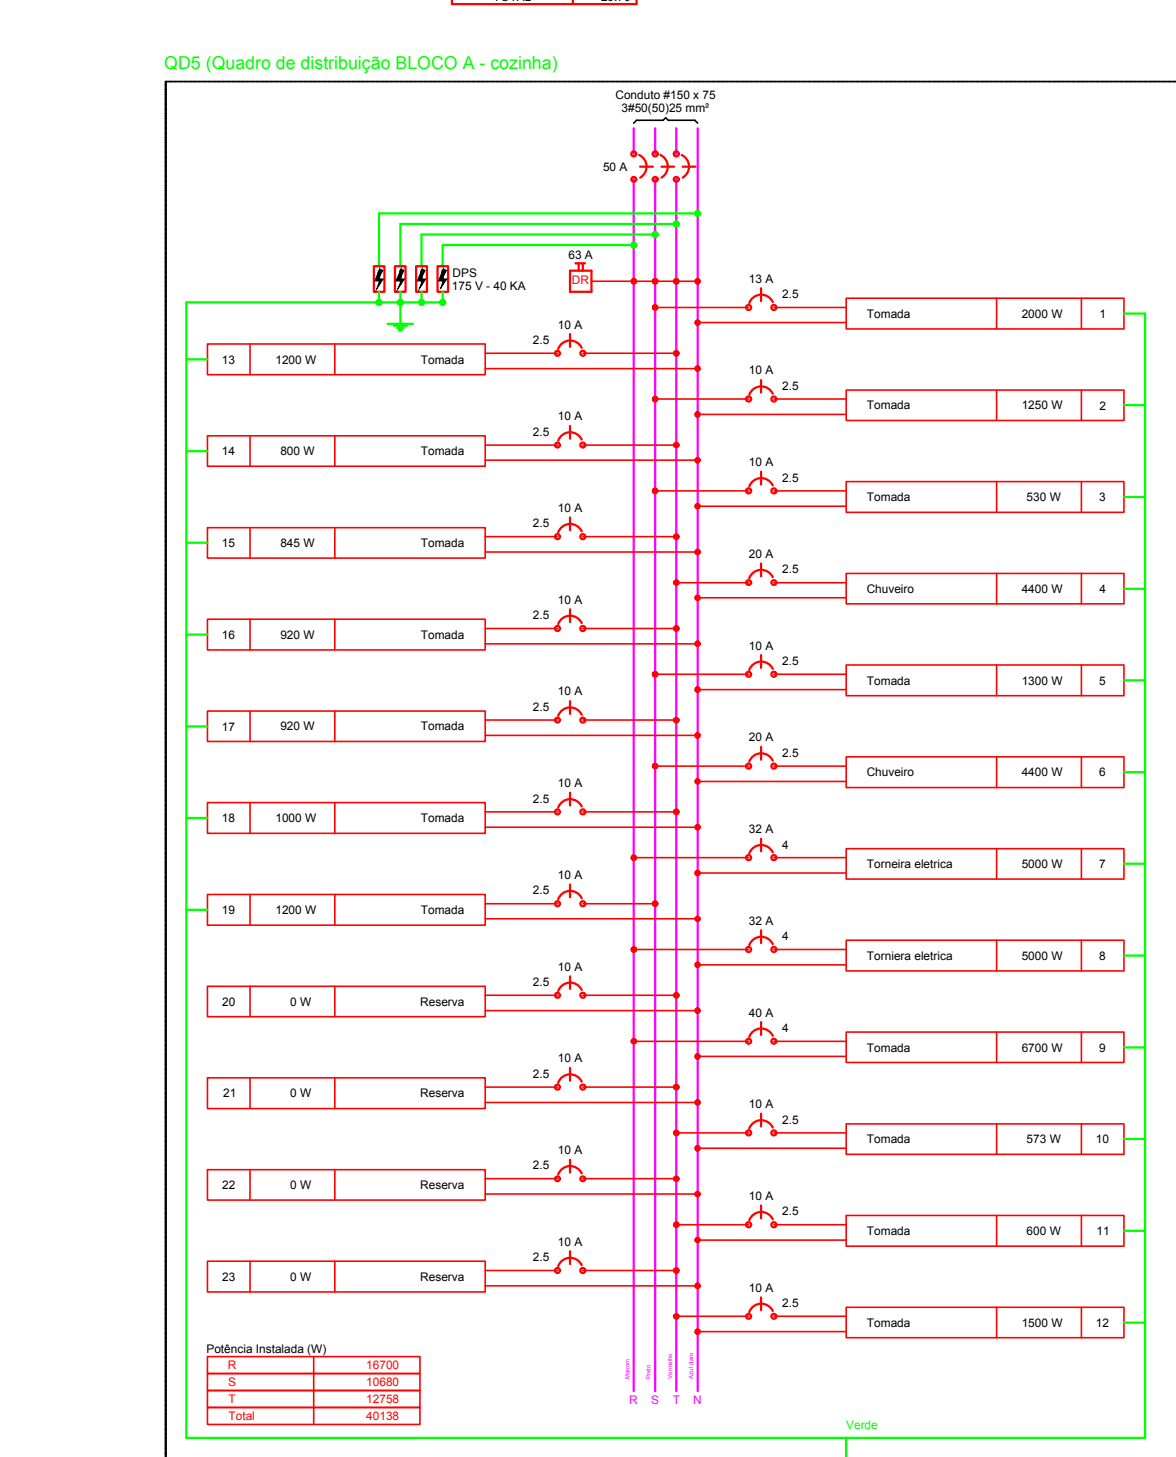 QD5 (Quadro de distribuição BLOCO A - cozinha)
Conduto #150 x 75
3#50(50)25 mm²
50 A
DPS
175 V - 40 KA
63 A
DR
13 A
2.5
Tomada 2000 W 1
10 A
2.5
13 1200 W Tomada
10 A
2.5
Tomada 1250 W 2
10 A
2.5
14 800 W Tomada
10 A
2.5
Tomada 530 W 3
10 A
2.5
15 845 W Tomada
20 A
2.5
Chuveiro 4400 W 4
10 A
2.5
16 920 W Tomada
10 A
2.5
Tomada 1300 W 5
10 A
2.5
17 920 W Tomada
20 A
2.5
Chuveiro 4400 W 6
10 A
2.5
18 1000 W Tomada
32 A
4
Torneira eletrica 5000 W 7
10 A
2.5
19 1200 W Tomada
32 A
4
Torniera eletrica 5000 W 8
10 A
2.5
20 0 W Reserva
40 A
4
Tomada 6700 W 9
10 A
2.5
21 0 W Reserva
10 A
2.5
Tomada 573 W 10
10 A
2.5
22 0 W Reserva
10 A
2.5
Tomada 600 W 11
10 A
2.5
23 0 W Reserva
10 A
2.5
Tomada 1500 W 12
Potência Instalada (W)
R 16700
S 10680
T 12758
Total 40138
Marrom
Preto
Vermelho
Azul claro
R S T N
Verde